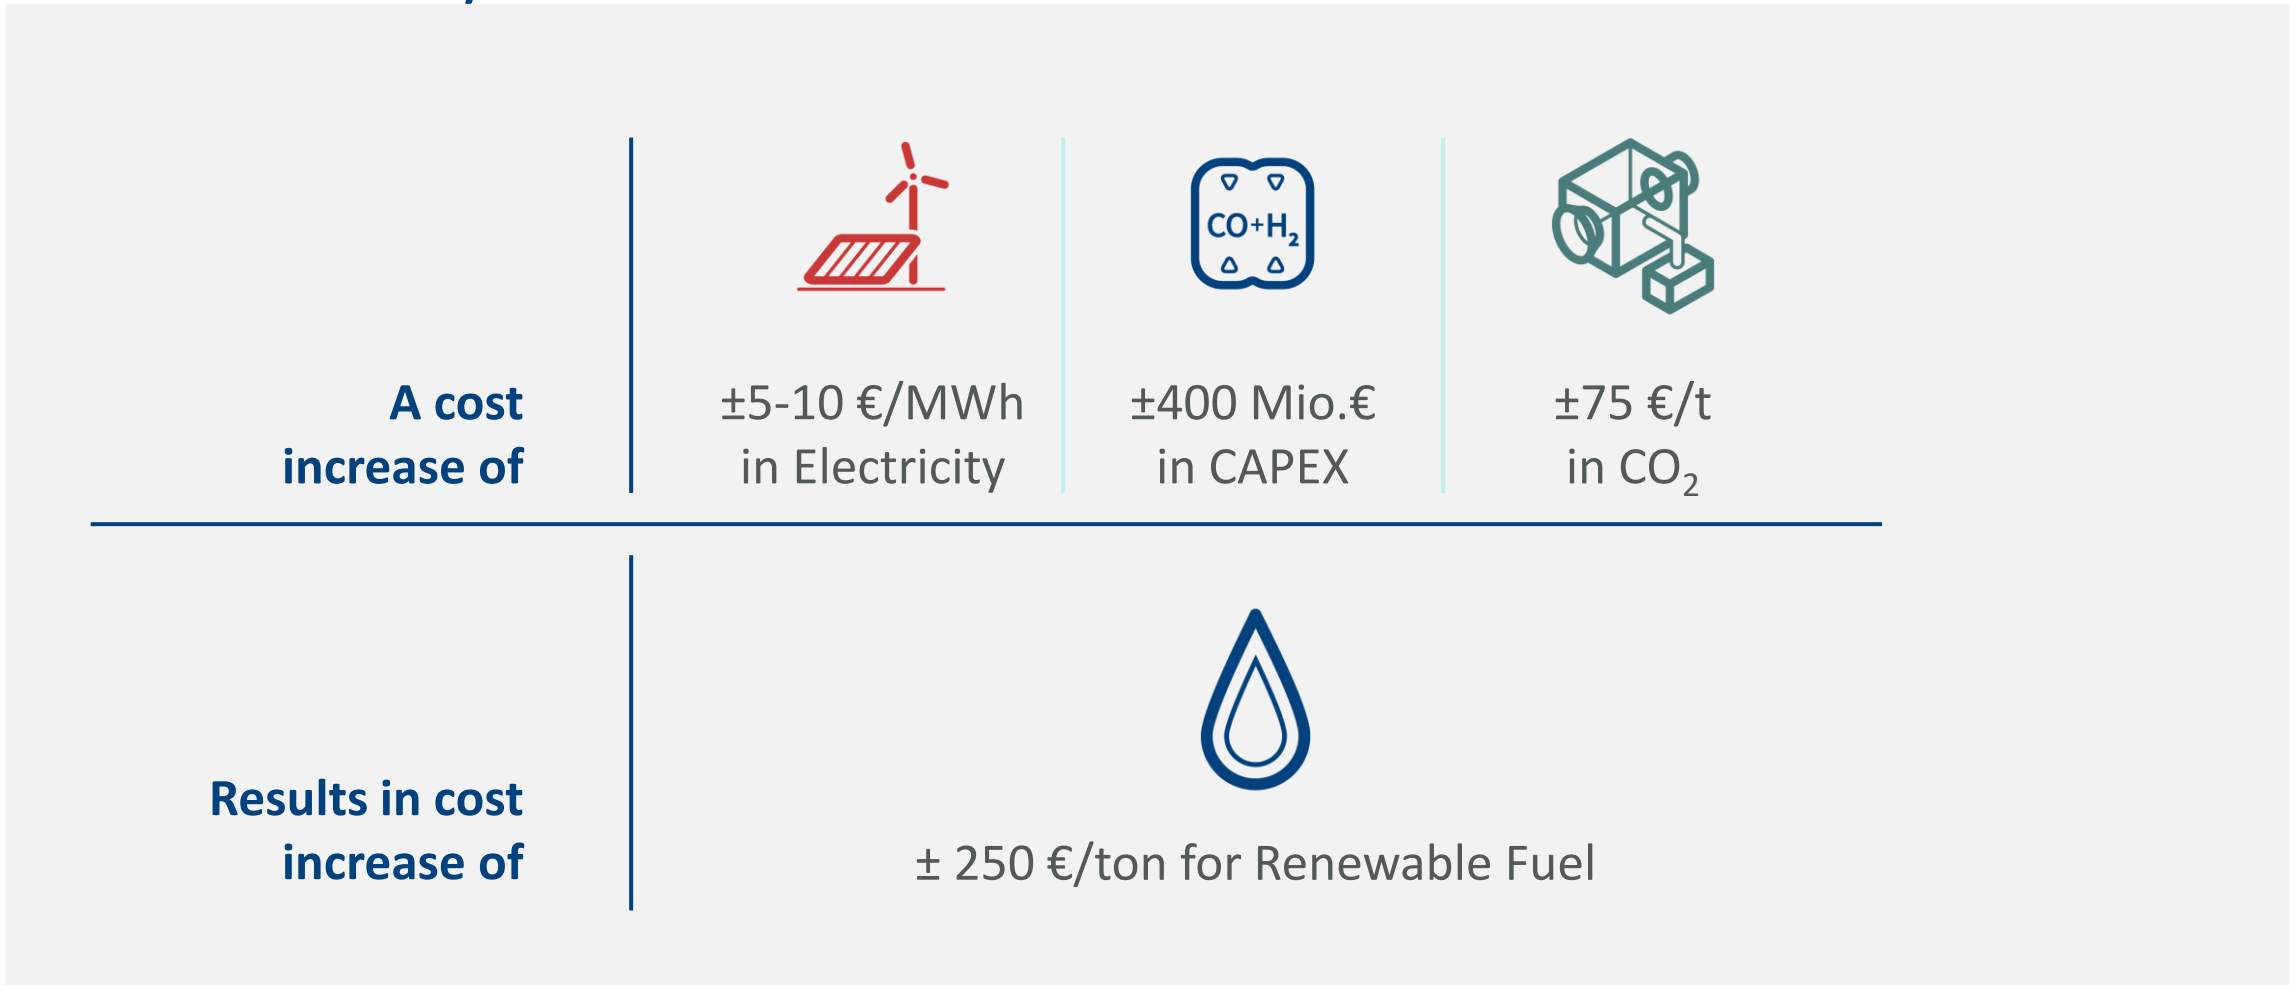 CO+H₂
A cost
increase of
±5-10 €/MWh
in Electricity
±400 Mio.€
in CAPEX
±75 €/t
in CO₂
Results in cost
increase of
± 250 €/ton for Renewable Fuel